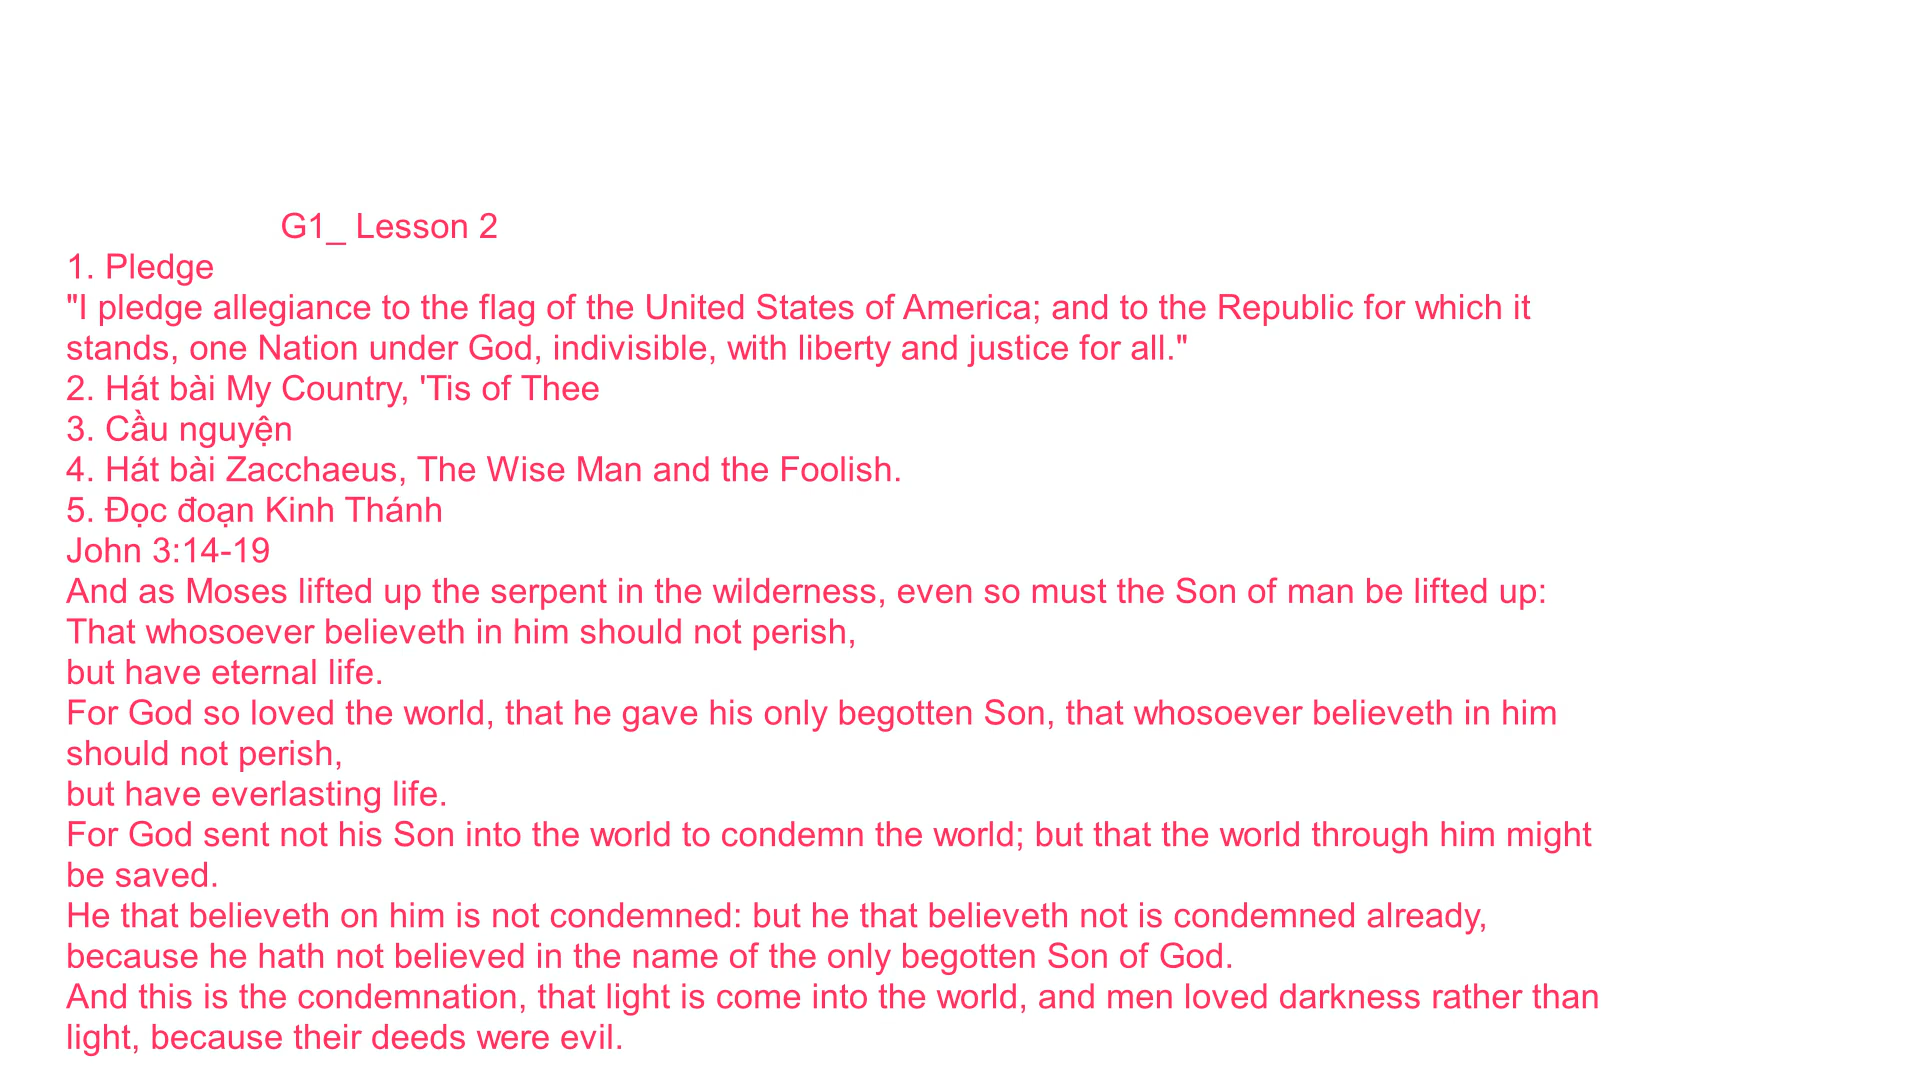 G1_ Lesson 2
1. Pledge
"I pledge allegiance to the flag of the United States of America; and to the Republic for which it
stands, one Nation under God, indivisible, with liberty and justice for all."
2. Hát bài My Country, 'Tis of Thee
3. Cầu nguyện
4. Hát bài Zacchaeus, The Wise Man and the Foolish.
5. Đọc đoạn Kinh Thánh
John 3:14-19
And as Moses lifted up the serpent in the wilderness, even so must the Son of man be lifted up:
That whosoever believeth in him should not perish,
but have eternal life.
For God so loved the world, that he gave his only begotten Son, that whosoever believeth in him
should not perish,
but have everlasting life.
For God sent not his Son into the world to condemn the world; but that the world through him might
be saved.
He that believeth on him is not condemned: but he that believeth not is condemned already,
because he hath not believed in the name of the only begotten Son of God.
And this is the condemnation, that light is come into the world, and men loved darkness rather than
light, because their deeds were evil.